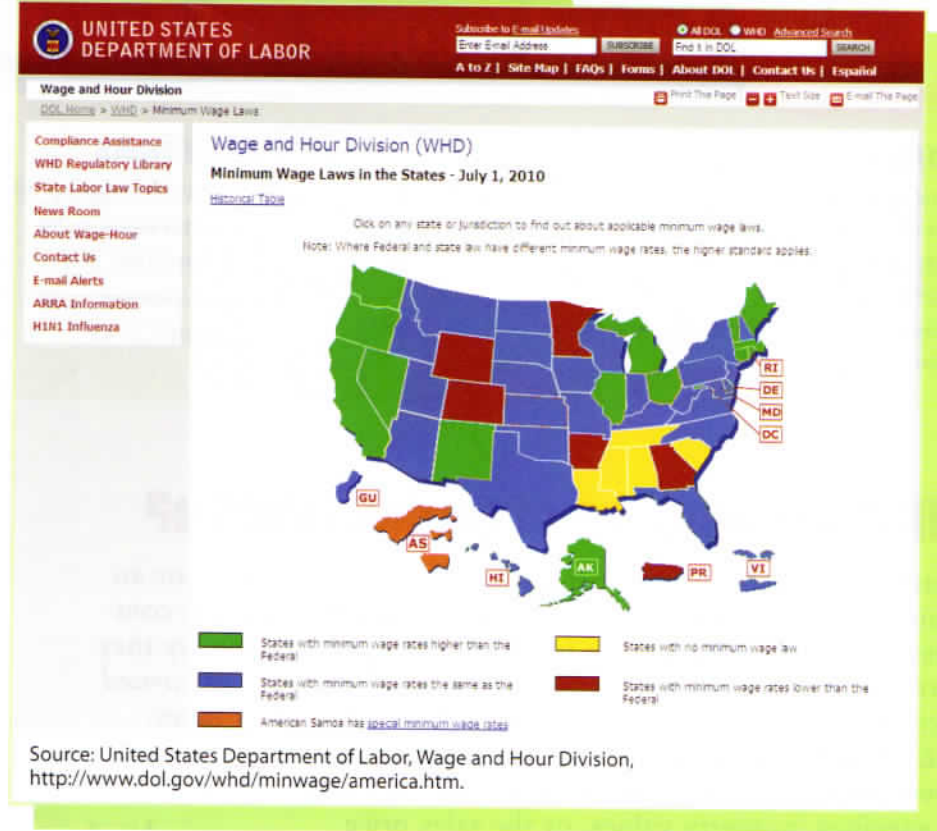 UNITED STATES
DEPARTMENT OF LABOR
Subscribe to E-mail Updates
Enter E-mail Address
SUBSCRIBE
All DOL WHD Advanced Search
Find it in DOL
SEARCH
A to Z | Site Map | FAQs | Forms | About DOL | Contact Us | Español
Wage and Hour Division
Print This Page
Text Size
E-mail This Page
DOL Home > WHD > Minimum Wage Laws
Compliance Assistance
WHD Regulatory Library
State Labor Law Topics
News Room
About Wage-Hour
Contact Us
E-mail Alerts
ARRA Information
H1N1 Influenza
Wage and Hour Division (WHD)
Minimum Wage Laws in the States - July 1, 2010
Historical Table
Click on any state or jurisdiction to find out about applicable minimum wage laws.
Note: Where Federal and state law have different minimum wage rates, the higher standard applies.
RI
DE
MD
DC
GU
AS
HI
AK
PR
VI
States with minimum wage rates higher than the
Federal
States with no minimum wage law
States with minimum wage rates the same as the
Federal
States with minimum wage rates lower than the
Federal
American Samoa has special minimum wage rates
Source: United States Department of Labor, Wage and Hour Division,
http://www.dol.gov/whd/minwage/america.htm.